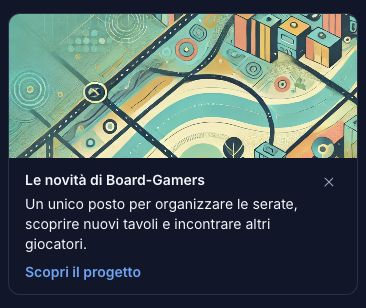 Le novità di Board-Gamers
Un unico posto per organizzare le serate,
scoprire nuovi tavoli e incontrare altri
giocatori.
Scopri il progetto